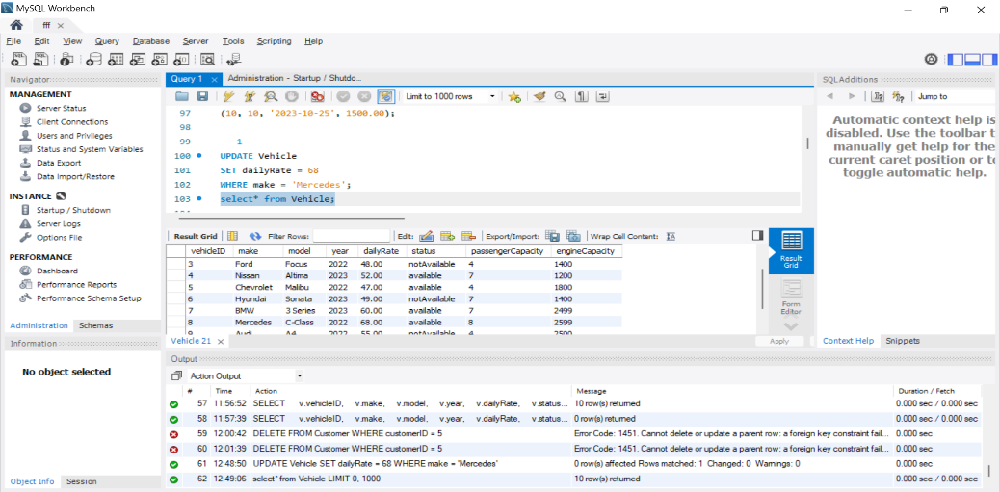 MySQL Workbench
fff
File Edit View Query Database Server Tools Scripting Help
Navigator
MANAGEMENT
Server Status
Client Connections
Users and Privileges
Status and System Variables
Data Export
Data Import/Restore
INSTANCE
Startup / Shutdown
Server Logs
Options File
PERFORMANCE
Dashboard
Performance Reports
Performance Schema Setup
Administration Schemas
Information
No object selected
Object Info Session
Query 1 Administration - Startup / Shutdo...
Limit to 1000 rows
97 (10, 10, '2023-10-25', 1500.00);
98
99 -- 1--
100 UPDATE Vehicle
101 SET dailyRate = 68
102 WHERE make = 'Mercedes';
103 select* from Vehicle;
Result Grid Filter Rows: Edit: Export/Import: Wrap Cell Content:
vehicleID make model year dailyRate status passengerCapacity engineCapacity
3 Ford Focus 2022 48.00 notAvailable 4 1400
4 Nissan Altima 2023 52.00 available 7 1200
5 Chevrolet Malibu 2022 47.00 available 4 1800
6 Hyundai Sonata 2023 49.00 notAvailable 7 1400
7 BMW 3 Series 2023 60.00 available 7 2499
8 Mercedes C-Class 2022 68.00 available 8 2599
9 Audi A4 2022 55.00 notAvailable 4 2500
Result Grid
Form Editor
Vehicle 21
Apply
SQLAdditions
Jump to
Automatic context help is
disabled. Use the toolbar t
manually get help for the
current caret position or to
toggle automatic help.
Context Help Snippets
Output
Action Output
# Time Action Message Duration / Fetch
57 11:56:52 SELECT v.vehicleID, v.make, v.model, v.year, v.dailyRate, v.status... 10 row(s) returned 0.000 sec / 0.000 sec
58 11:57:39 SELECT v.vehicleID, v.make, v.model, v.year, v.dailyRate, v.status... 0 row(s) returned 0.000 sec / 0.000 sec
59 12:00:42 DELETE FROM Customer WHERE customerID = 5 Error Code: 1451. Cannot delete or update a parent row: a foreign key constraint fail... 0.000 sec
60 12:01:39 DELETE FROM Customer WHERE customerID = 5 Error Code: 1451. Cannot delete or update a parent row: a foreign key constraint fail... 0.000 sec
61 12:48:50 UPDATE Vehicle SET dailyRate = 68 WHERE make = 'Mercedes' 0 row(s) affected Rows matched: 1 Changed: 0 Warnings: 0 0.000 sec
62 12:49:06 select* from Vehicle LIMIT 0, 1000 10 row(s) returned 0.000 sec / 0.000 sec